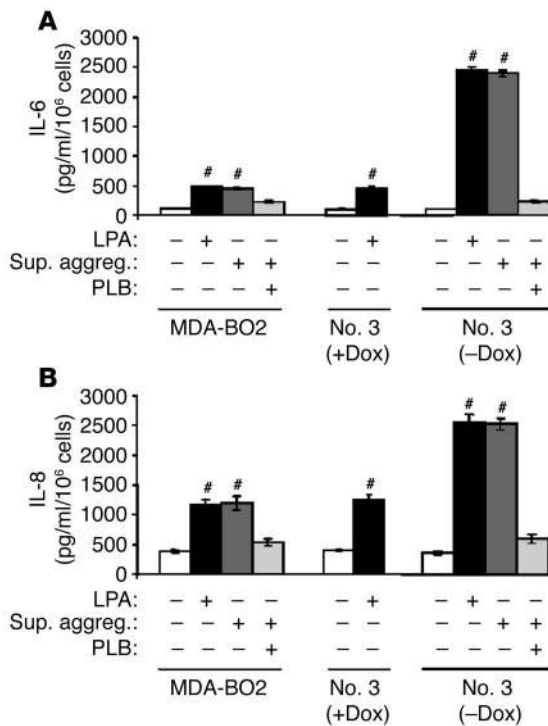 A
3000
2500
2000
1500
1000
500
0
IL-6
(pg/ml/10⁶ cells)
# # # # #
LPA: – + – – – + – + – –
Sup. aggreg.: – – + + – – – – + +
PLB: – – – + – – – – – +
MDA-BO2 No. 3 No. 3
(+Dox) (–Dox)
B
3000
2500
2000
1500
1000
500
0
IL-8
(pg/ml/10⁶ cells)
# # # # #
LPA: – + – – – + – + – –
Sup. aggreg.: – – + + – – – – + +
PLB: – – – + – – – – – +
MDA-BO2 No. 3 No. 3
(+Dox) (–Dox)